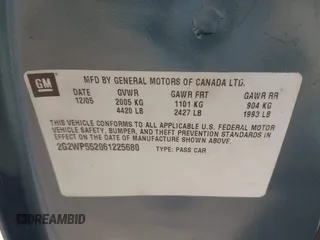 GM
MFD BY GENERAL MOTORS OF CANADA LTD.
DATE GVWR GAWR FRT GAWR RR
12/05 2005 KG 1101 KG 904 KG
4420 LB 2427 LB 1993 LB
THIS VEHICLE CONFORMS TO ALL APPLICABLE U.S. FEDERAL MOTOR
VEHICLE SAFETY, BUMPER, AND THEFT PREVENTION STANDARDS IN
EFFECT ON THE DATE OF MANUFACTURE SHOWN ABOVE.
2G2WP552061225680 TYPE: PASS CAR
DREAMBID